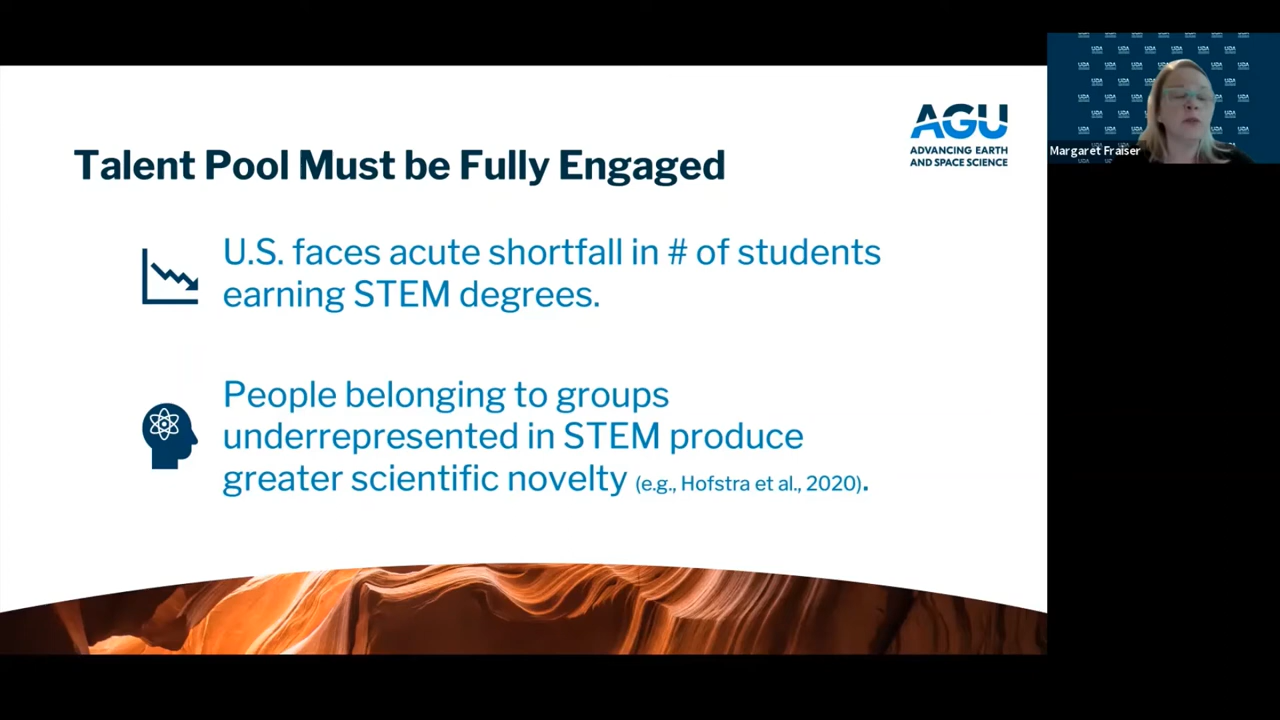 AGU
ADVANCING EARTH
AND SPACE SCIENCE
Margaret Fraiser
Talent Pool Must be Fully Engaged
U.S. faces acute shortfall in # of students
earning STEM degrees.
People belonging to groups
underrepresented in STEM produce
greater scientific novelty (e.g., Hofstra et al., 2020).